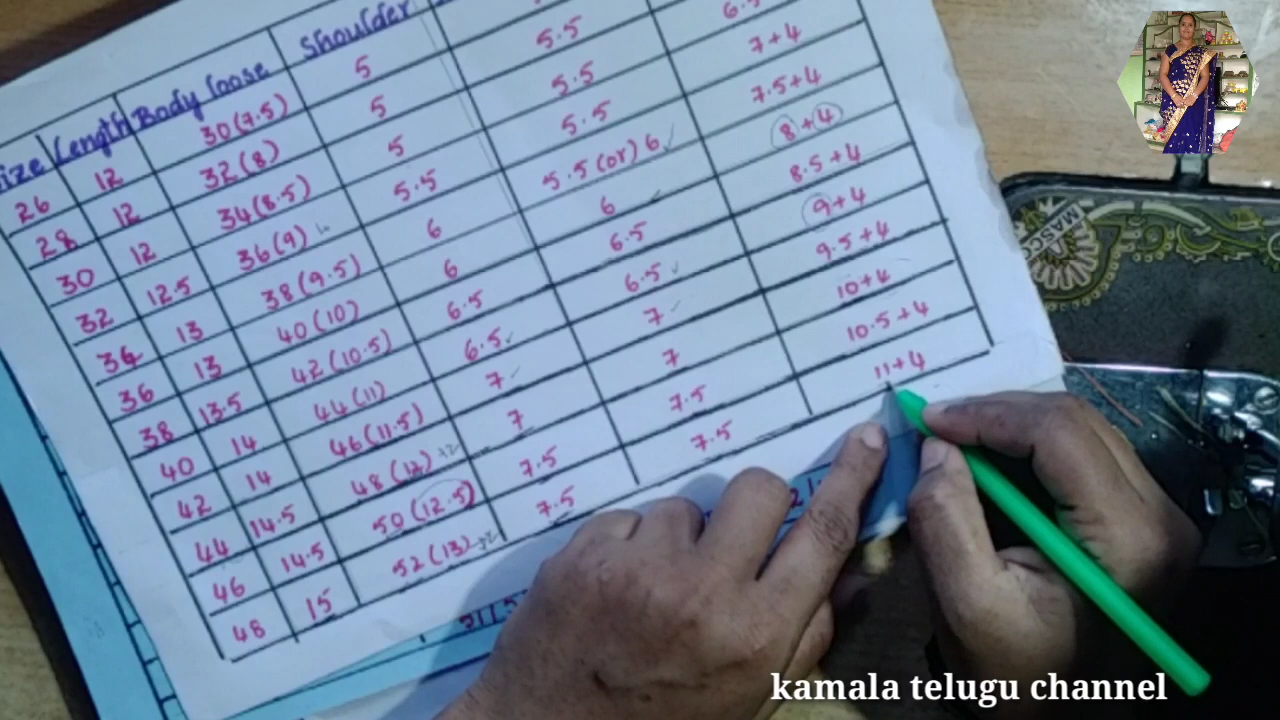 Size Length Body loose Shoulder
26 12 30(7.5) 5
28 12 32(8) 5 5.5
30 12 34(8.5) 5 5.5
32 12.5 36(9) 5.5 5.5 7+4
34 13 38(9.5) 6 5.5(or)6 7.5+4
36 13 40(10) 6 6 8+4
38 13.5 42(10.5) 6.5 6.5 8.5+4
40 14 44(11) 6.5 6.5 9+4
42 14 46(11.5) 7 7 9.5+4
44 14.5 48(12) 7 7 10+4
46 14.5 50(12.5) 7.5 7.5 10.5+4
48 15 52(13) 7.5 7.5 11+4
kamala telugu channel